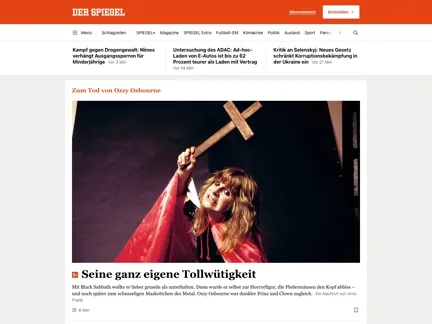 DER SPIEGEL
Abonnement
Anmelden
Menü Schlagzeilen SPIEGEL+ Magazine SPIEGEL Extra Fußball-EM Klimakrise Politik Ausland Sport
Kampf gegen Drogengewalt: Nîmes
verhängt Ausgangssperren für
Minderjährige Vor 3 Min
Untersuchung des ADAC: Ad-hoc-
Laden von E-Autos ist bis zu 62
Prozent teurer als Laden mit Vertrag
Vor 14 Min
Kritik an Selenskyj: Neues Gesetz
schränkt Korruptionsbekämpfung in
der Ukraine ein Vor 21 Min
Zum Tod von Ozzy Osbourne
Seine ganz eigene Tollwütigkeit
Mit Black Sabbath wollte er lieber gruseln als unterhalten. Dann wurde er selbst zur Horrorfigur, die Fledermäusen den Kopf abbiss –
und noch später zum schusseligen Maskottchen des Metal. Ozzy Osbourne war dunkler Prinz und Clown zugleich. Ein Nachruf von Arno
Frank
6 Min